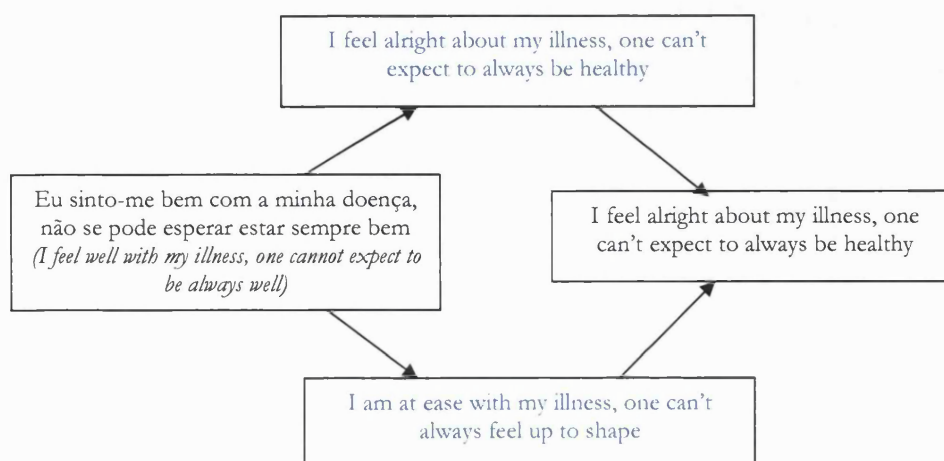 I feel alright about my illness, one can't
expect to always be healthy
Eu sinto-me bem com a minha doença,
não se pode esperar estar sempre bem
(I feel well with my illness, one cannot expect to
be always well)
I feel alright about my illness, one
can't expect to always be healthy
I am at ease with my illness, one can't
always feel up to shape